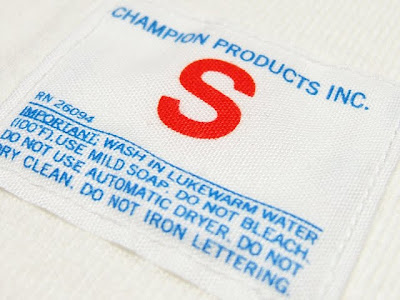 CHAMPION PRODUCTS INC.
S
RN 26094
IMPORTANT: WASH IN LUKEWARM WATER
(100°F). USE MILD SOAP. DO NOT BLEACH.
DO NOT USE AUTOMATIC DRYER. DO NOT
DRY CLEAN. DO NOT IRON LETTERING.